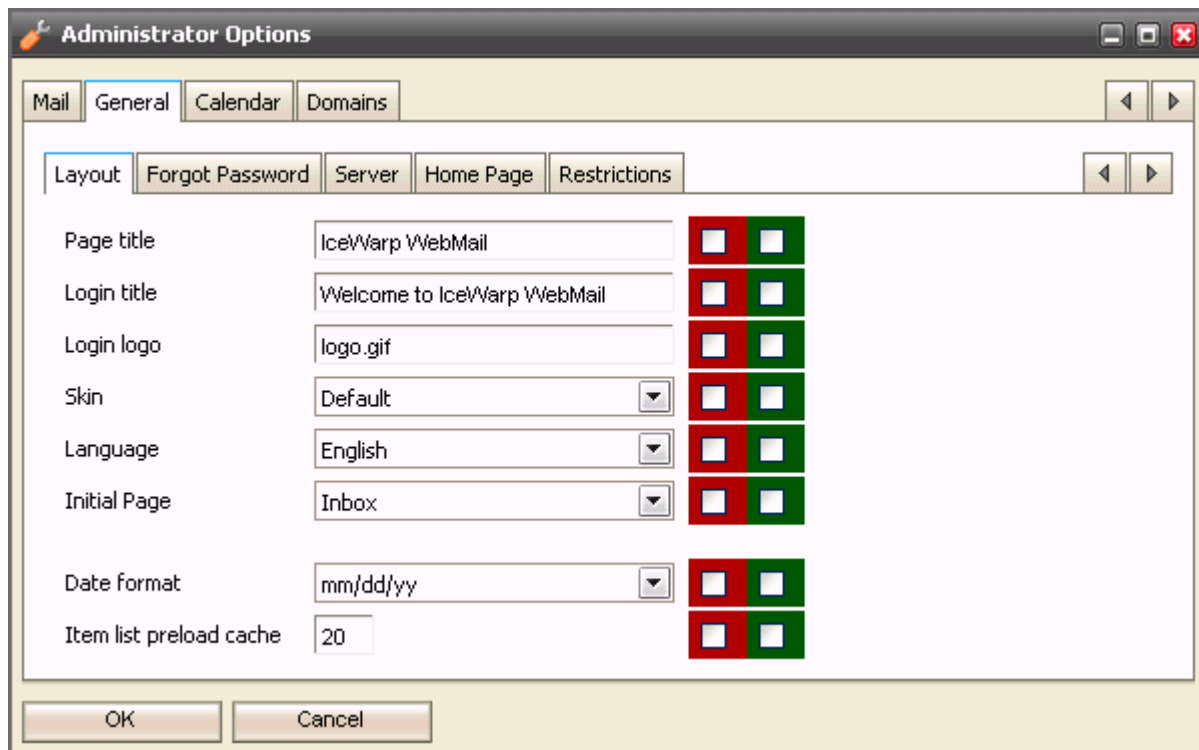 Administrator Options
Mail General Calendar Domains
Layout Forgot Password Server Home Page Restrictions
Page title IceWarp WebMail
Login title Welcome to IceWarp WebMail
Login logo logo.gif
Skin Default
Language English
Initial Page Inbox
Date format mm/dd/yy
Item list preload cache 20
OK Cancel